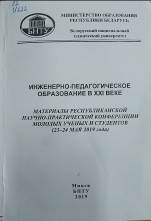 МИНИСТЕРСТВО ОБРАЗОВАНИЯ
РЕСПУБЛИКИ БЕЛАРУСЬ
Белорусский национальный
технический университет
БНТУ
ИНЖЕНЕРНО-ПЕДАГОГИЧЕСКОЕ
ОБРАЗОВАНИЕ В XXI ВЕКЕ
МАТЕРИАЛЫ РЕСПУБЛИКАНСКОЙ
НАУЧНО-ПРАКТИЧЕСКОЙ КОНФЕРЕНЦИИ
МОЛОДЫХ УЧЕНЫХ И СТУДЕНТОВ
(23–24 МАЯ 2019 года)
Минск
БНТУ
2019